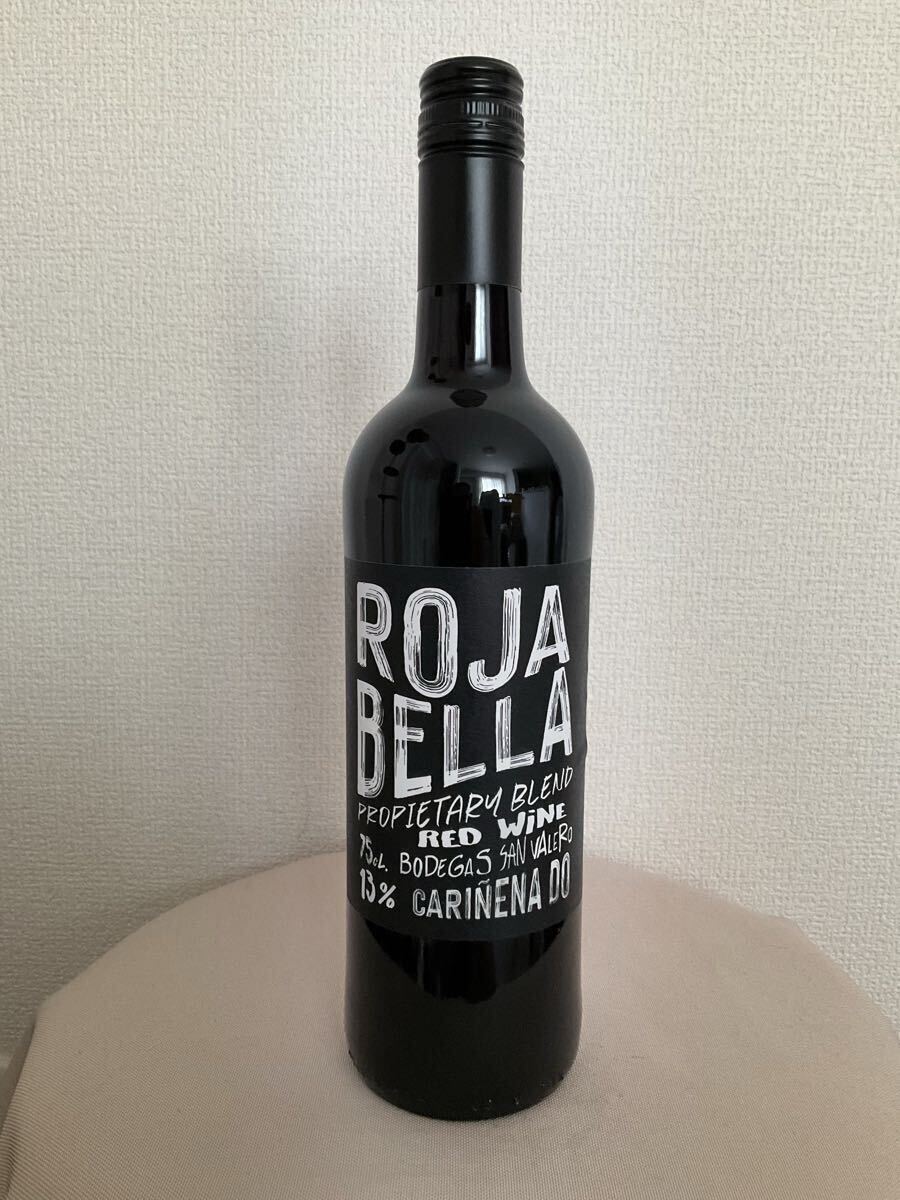 ROJA
BELLA
PROPIETARY BLEND
RED WiNE
75cL. BODEGAS SAN VALERO
13% CARIÑENA DO